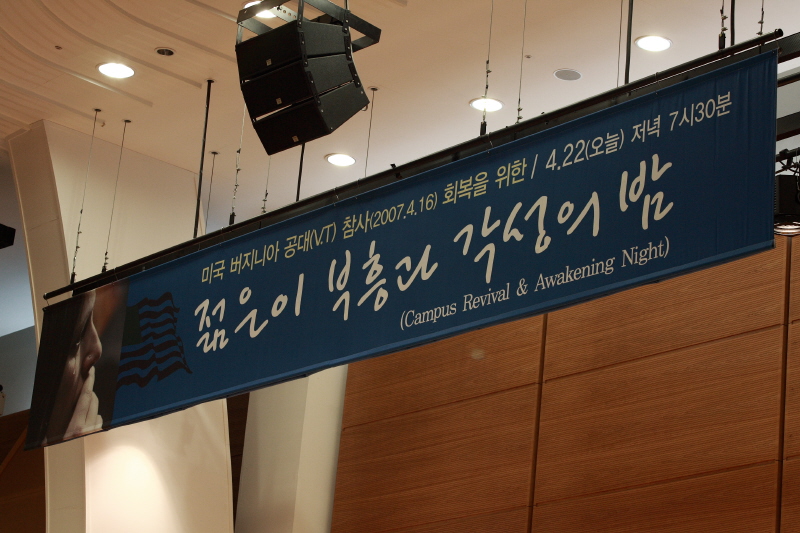 미국 버지니아 공대(V.T) 참사(2007.4.16) 회복을 위한 / 4.22(오늘) 저녁 7시30분
젊은이 부흥과 각성의 밤
(Campus Revival & Awakening Night)